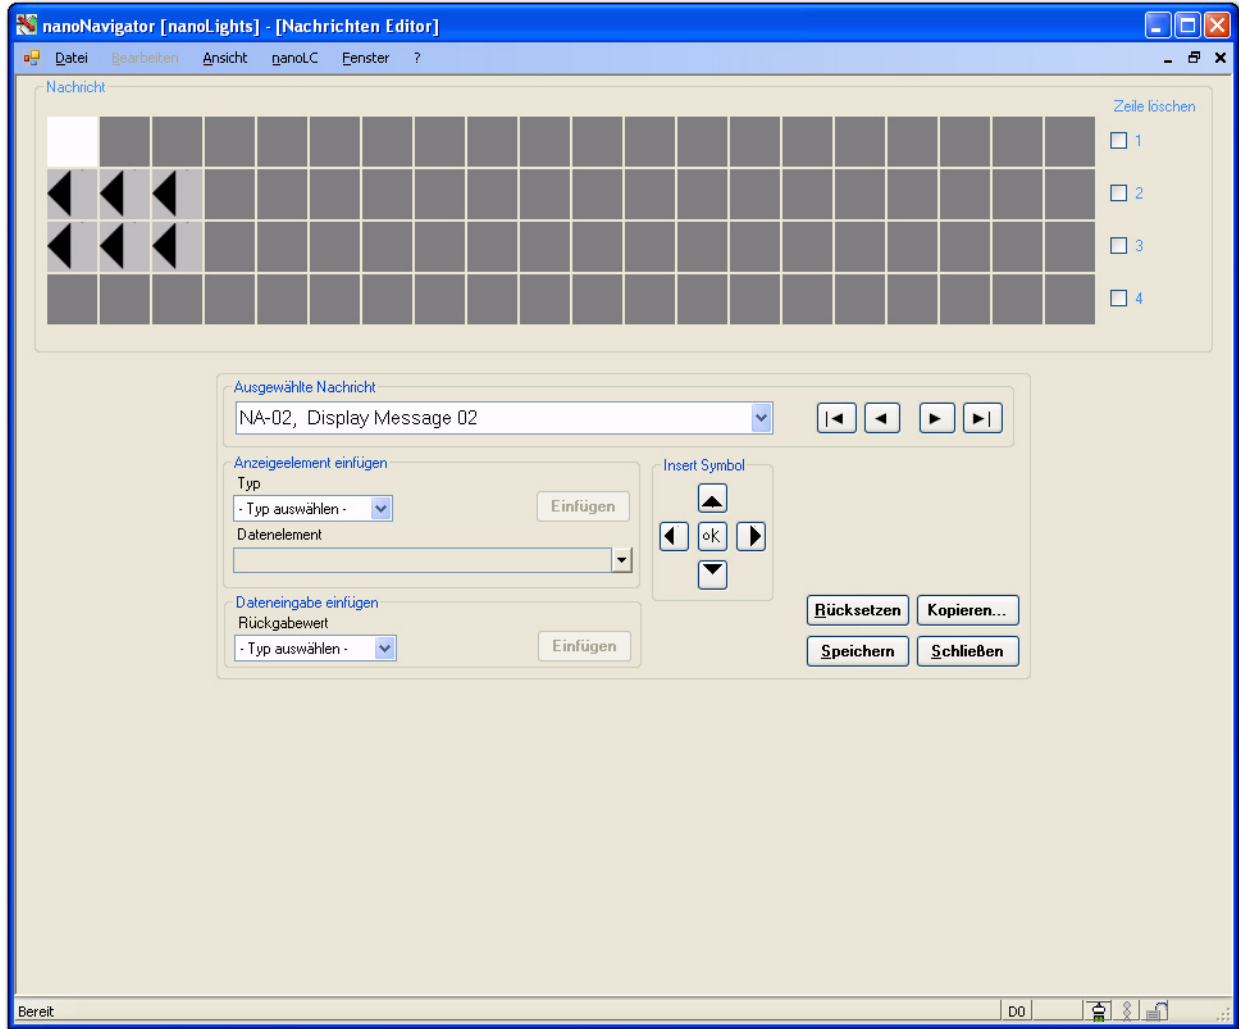 nanoNavigator [nanoLights] - [Nachrichten Editor]
Datei Bearbeiten Ansicht nanoLC Fenster ?
Nachricht
Zeile löschen
1
2
3
4
Ausgewählte Nachricht
NA-02, Display Message 02
Anzeigeelement einfügen
Typ
- Typ auswählen -
Einfügen
Datenelement
Insert Symbol
oK
Dateneingabe einfügen
Rückgabewert
- Typ auswählen -
Einfügen
Rücksetzen Kopieren...
Speichern Schließen
Bereit D0